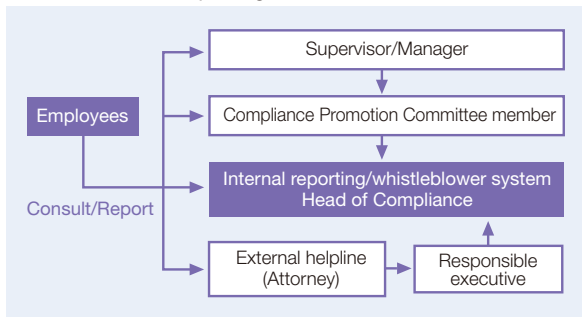 Supervisor/Manager
Employees
Compliance Promotion Committee member
Internal reporting/whistleblower system
Head of Compliance
Consult/Report
External helpline
(Attorney)
Responsible
executive